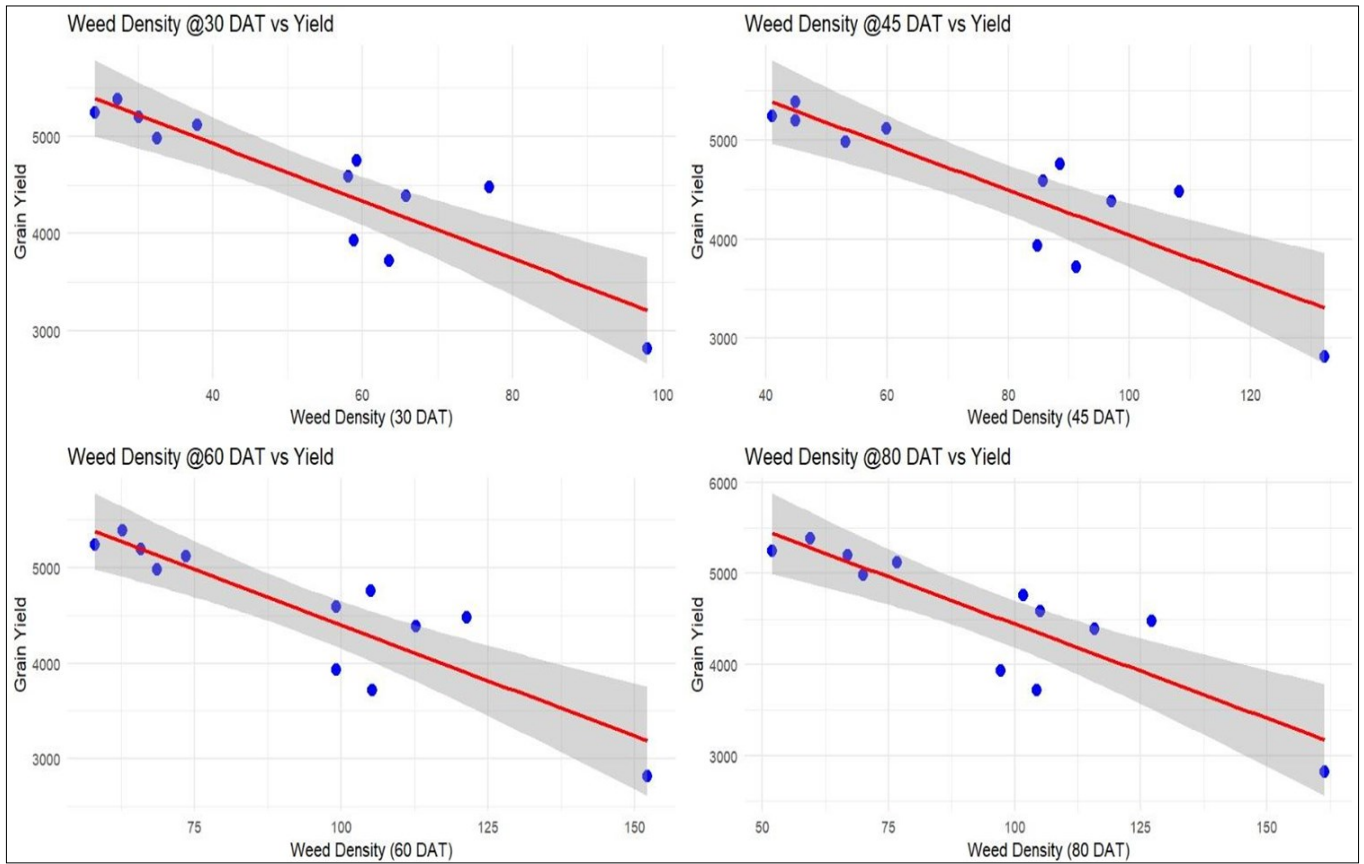 Weed Density @30 DAT vs Yield
Grain Yield
5000
4000
3000
40 60 80 100
Weed Density (30 DAT)
Weed Density @45 DAT vs Yield
Grain Yield
5000
4000
3000
40 60 80 100 120
Weed Density (45 DAT)
Weed Density @60 DAT vs Yield
Grain Yield
5000
4000
3000
75 100 125 150
Weed Density (60 DAT)
Weed Density @80 DAT vs Yield
Grain Yield
6000
5000
4000
3000
50 75 100 125 150
Weed Density (80 DAT)